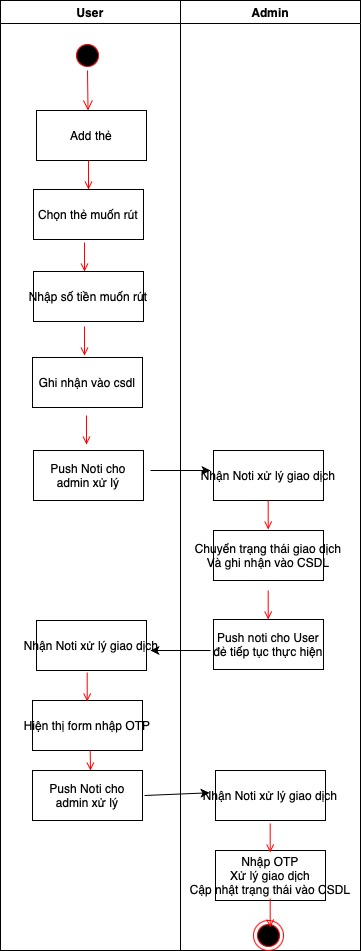 User
Admin
Add thẻ
Chọn thẻ muốn rút
Nhập số tiền muốn rút
Ghi nhận vào csdl
Push Noti cho
admin xử lý
Nhận Noti xử lý giao dịch
Chuyển trạng thái giao dịch
Và ghi nhận vào CSDL
Push noti cho User
đẻ tiếp tục thực hiện
Nhận Noti xử lý giao dịch
Hiện thị form nhập OTP
Push Noti cho
admin xử lý
Nhận Noti xử lý giao dịch
Nhập OTP
Xử lý giao dịch
Cập nhật trạng thái vào CSDL